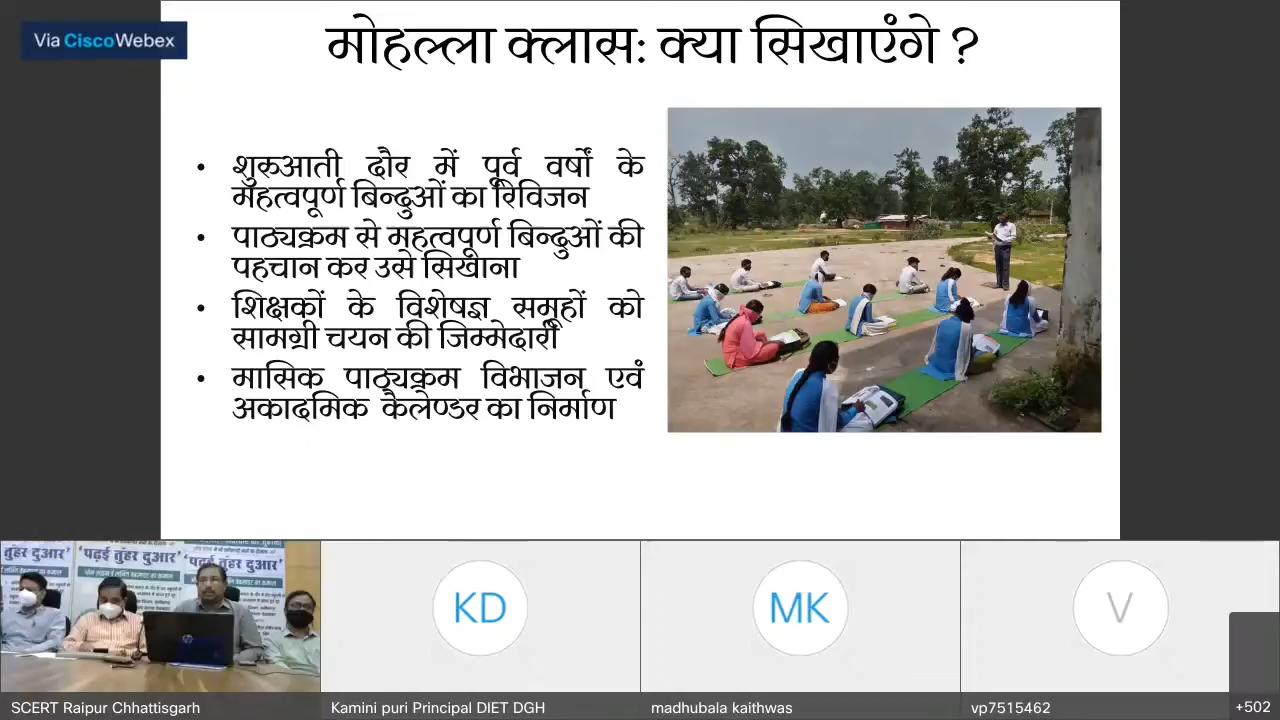 Via Cisco Webex
मोहल्ला क्लास: क्या सिखाएंगे ?
• शुरुआती दौर में पूर्व वर्षों के
महत्वपूर्ण बिन्दुओं का रिविजन
• पाठ्यक्रम से महत्वपूर्ण बिन्दुओं की
पहचान कर उसे सिखाना
• शिक्षकों के विशेषज्ञ समूहों को
सामग्री चयन की जिम्मेदारी
• मासिक पाठ्यक्रम विभाजन एवं
अकादमिक कैलेण्डर का निर्माण
तुंहर दुआर’ ‘पढ़ई तुंहर दुआर’ ‘पढ़ई तुंहर दुआर’
KD
MK
V
SCERT Raipur Chhattisgarh
Kamini puri Principal DIET DGH
madhubala kaithwas
vp7515462
+502